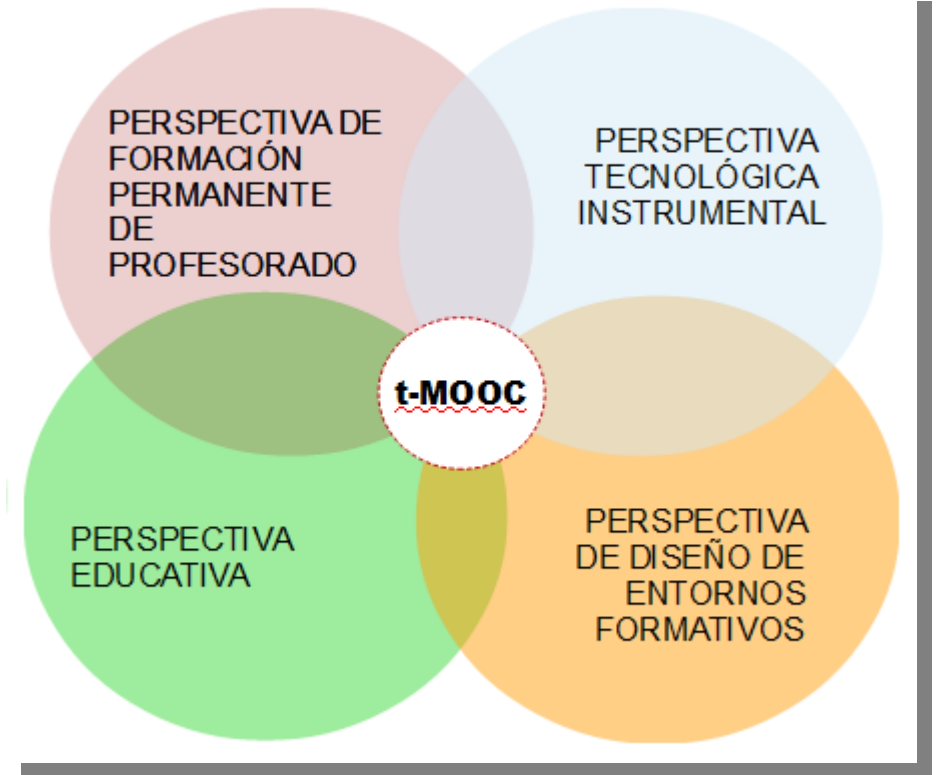 PERSPECTIVA DE
FORMACIÓN
PERMANENTE
DE
PROFESORADO
PERSPECTIVA
TECNOLÓGICA
INSTRUMENTAL
t-MOOC
PERSPECTIVA
EDUCATIVA
PERSPECTIVA
DE DISEÑO DE
ENTORNOS
FORMATIVOS